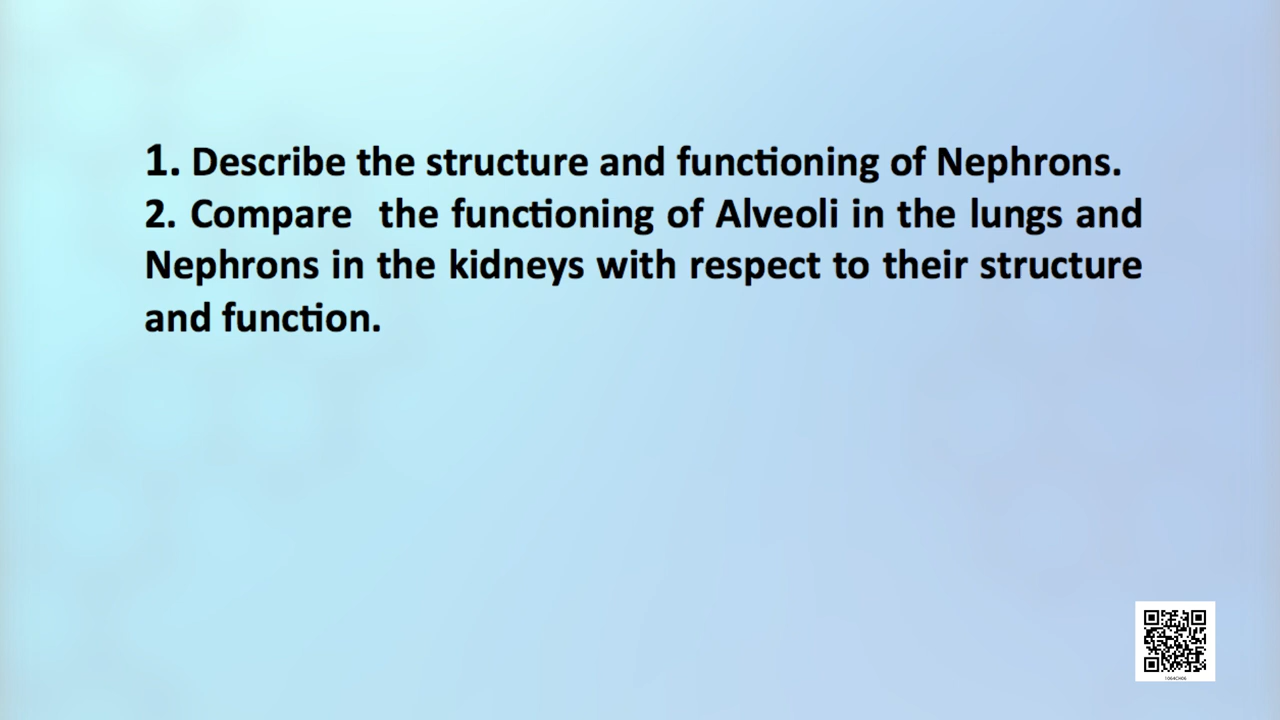 1. Describe the structure and functioning of Nephrons.
2. Compare the functioning of Alveoli in the lungs and
Nephrons in the kidneys with respect to their structure
and function.
1064CH06